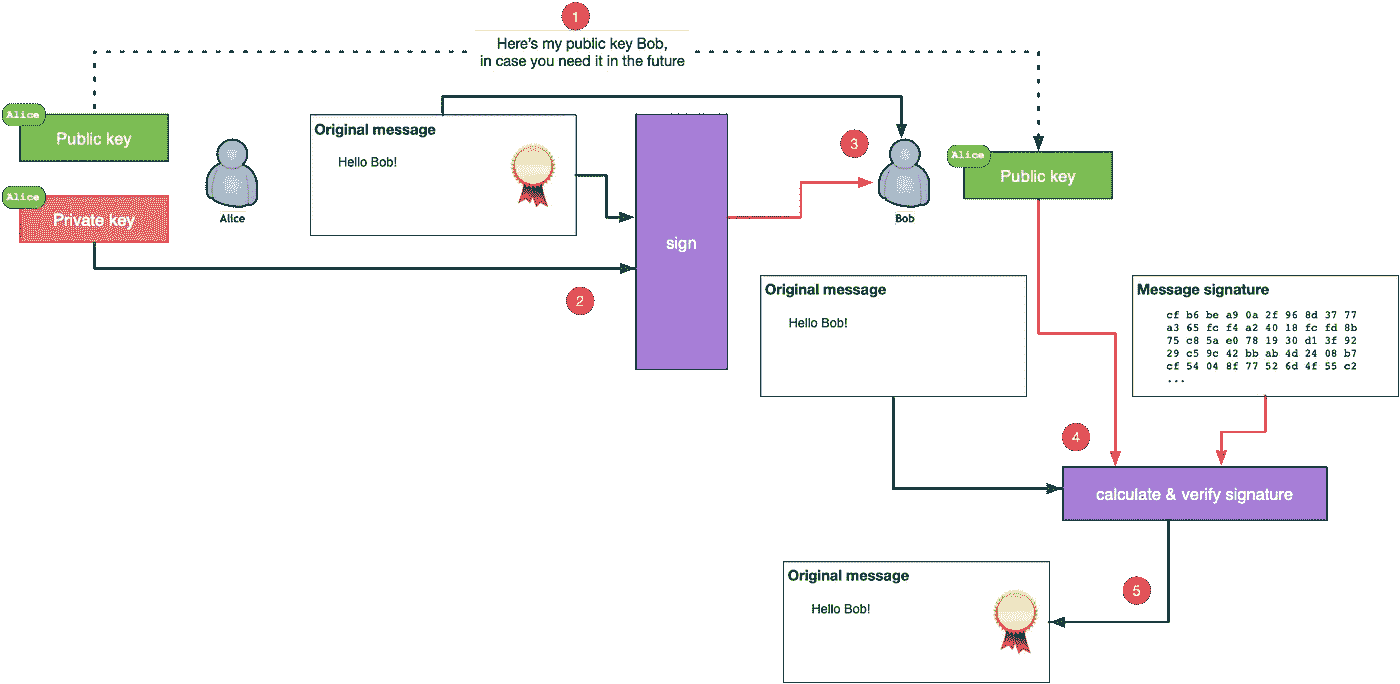 1
Here's my public key Bob,
in case you need it in the future
Alice
Public key
Alice
Private key
Alice
Original message
Hello Bob!
sign
2
3
Bob
Alice
Public key
Original message
Hello Bob!
Message signature
cf b6 be a9 0a 2f 96 8d 37 77
a3 65 fc f4 a2 40 18 fc fd 8b
75 c8 5a e0 78 19 30 d1 3f 92
29 c5 9c 42 bb ab 4d 24 08 b7
cf 54 04 8f 77 52 6d 4f 55 c2
...
4
calculate & verify signature
5
Original message
Hello Bob!